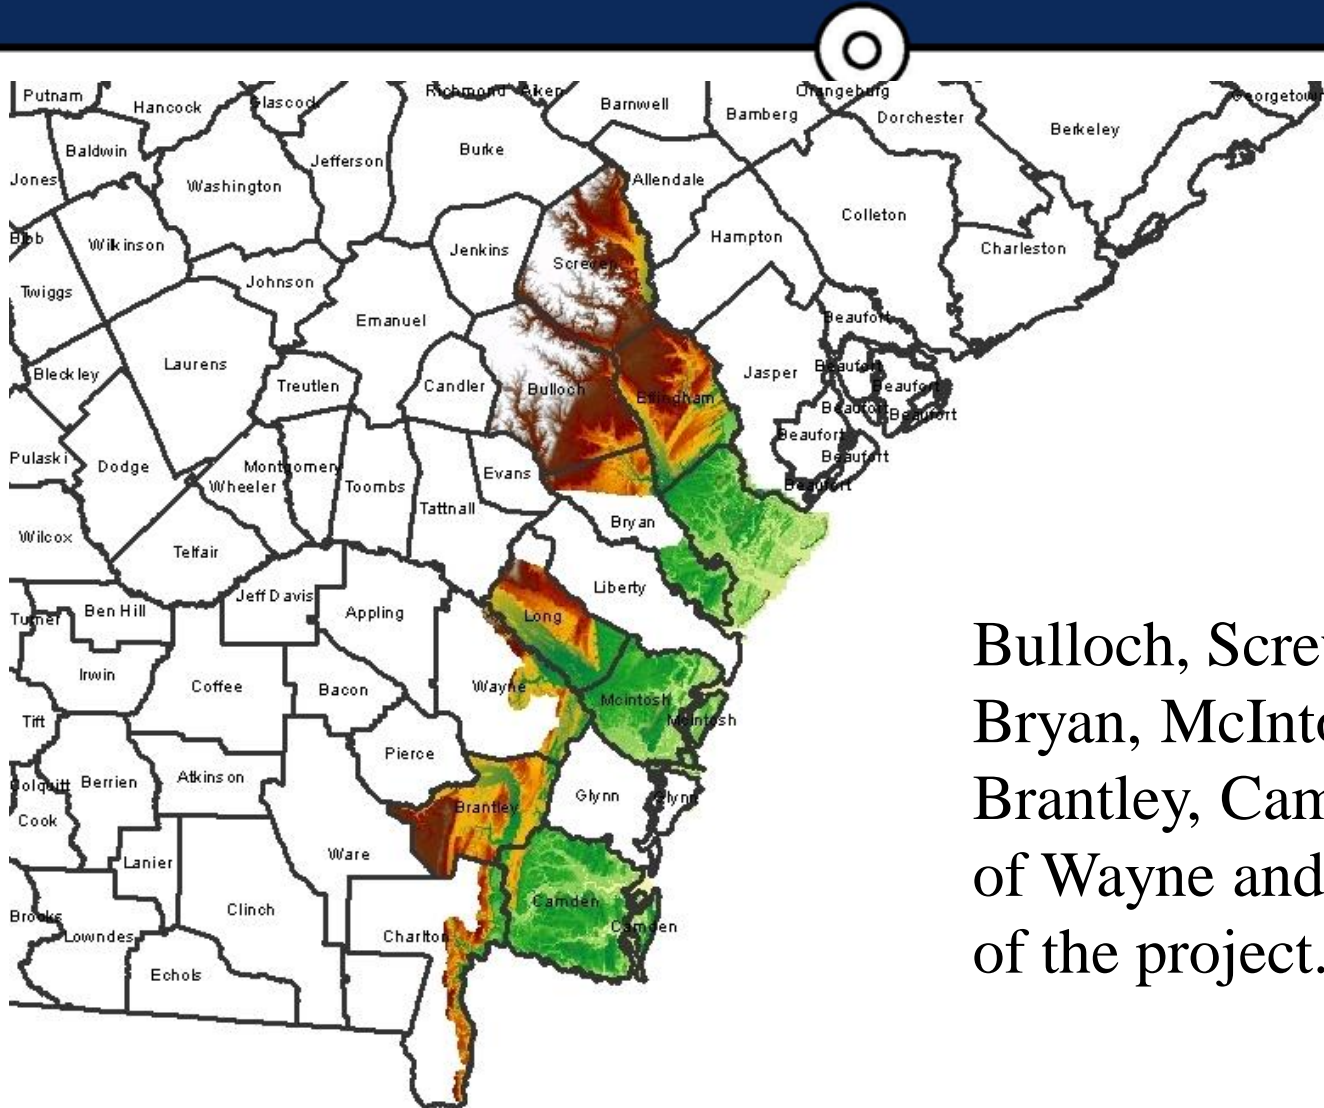 Putnam
Hancock
Glascock
Richmond
Aiken
Barnwell
Orangeburg
Bamberg
Dorchester
Berkeley
Georgetown
Baldwin
Jones
Washington
Jefferson
Burke
Allendale
Colleton
Charleston
Bibb
Wilkinson
Jenkins
Screven
Hampton
Twiggs
Johnson
Emanuel
Beaufort
Bleckley
Laurens
Treutlen
Candler
Bulloch
Effingham
Jasper
Beaufort
Beaufort
Beaufort
Beaufort
Beaufort
Beaufort
Beaufort
Pulaski
Dodge
Montgomery
Wheeler
Toombs
Evans
Tattnall
Bryan
Wilcox
Telfair
Liberty
Turner
Ben Hill
Jeff Davis
Appling
Long
Irwin
Coffee
Bacon
Wayne
Mcintosh
Mcintosh
Tift
Pierce
Colquitt
Berrien
Atkinson
Brantley
Glynn
Glynn
Cook
Lanier
Ware
Brooks
Lowndes
Clinch
Charlton
Camden
Camden
Echols
Bulloch, Screv
Bryan, McInto
Brantley, Cam
of Wayne and
of the project.